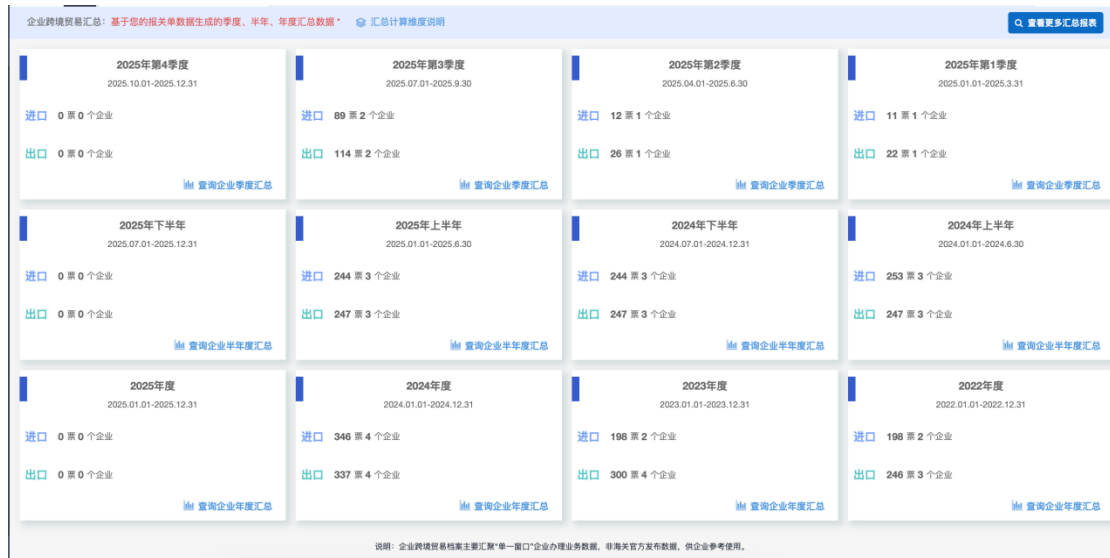 企业跨境贸易汇总：基于您的报关单数据生成的季度、半年、年度汇总数据* 汇总计算维度说明 查看更多汇总报表
2025年第4季度 2025年第3季度 2025年第2季度 2025年第1季度
2025.10.01-2025.12.31 2025.07.01-2025.9.30 2025.04.01-2025.6.30 2025.01.01-2025.3.31
进口 0 票 0 个企业 进口 89 票 2 个企业 进口 12 票 1 个企业 进口 11 票 1 个企业
出口 0 票 0 个企业 出口 114 票 2 个企业 出口 26 票 1 个企业 出口 22 票 1 个企业
查询企业季度汇总 查询企业季度汇总 查询企业季度汇总 查询企业季度汇总
2025年下半年 2025年上半年 2024年下半年 2024年上半年
2025.07.01-2025.12.31 2025.01.01-2025.6.30 2024.07.01-2024.12.31 2024.01.01-2024.6.30
进口 0 票 0 个企业 进口 244 票 3 个企业 进口 244 票 3 个企业 进口 253 票 3 个企业
出口 0 票 0 个企业 出口 247 票 3 个企业 出口 247 票 3 个企业 出口 247 票 3 个企业
查询企业半年度汇总 查询企业半年度汇总 查询企业半年度汇总 查询企业半年度汇总
2025年度 2024年度 2023年度 2022年度
2025.01.01-2025.12.31 2024.01.01-2024.12.31 2023.01.01-2023.12.31 2022.01.01-2022.12.31
进口 0 票 0 个企业 进口 346 票 4 个企业 进口 198 票 2 个企业 进口 198 票 2 个企业
出口 0 票 0 个企业 出口 337 票 4 个企业 出口 300 票 4 个企业 出口 246 票 3 个企业
查询企业年度汇总 查询企业年度汇总 查询企业年度汇总 查询企业年度汇总
说明：企业跨境贸易档案主要汇聚"单一窗口"企业办理业务数据，非海关官方发布数据，供企业参考使用。